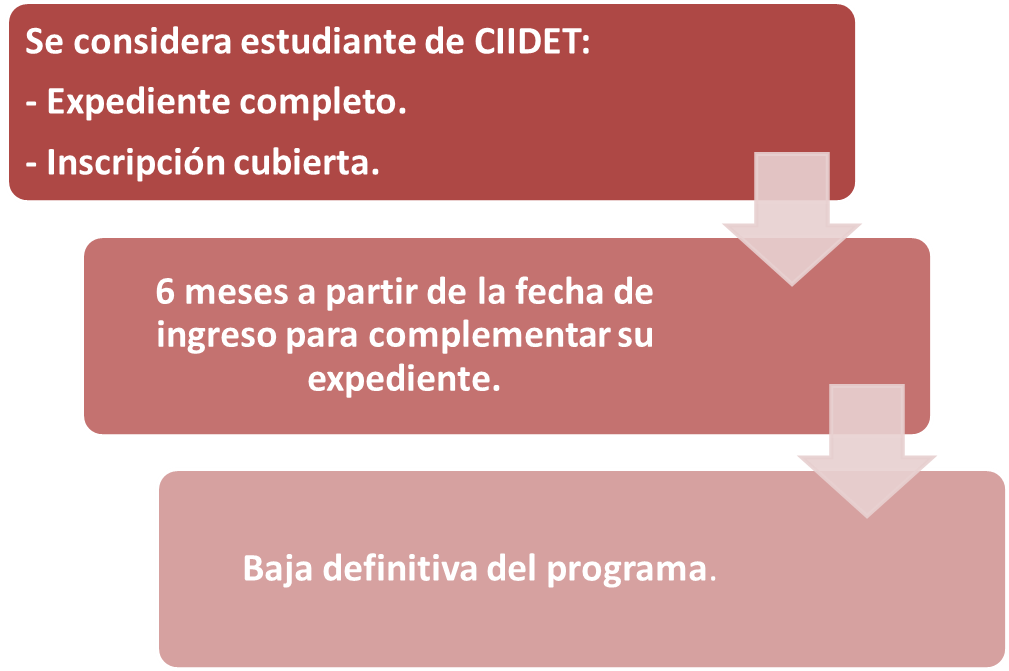 Se considera estudiante de CIIDET:
- Expediente completo.
- Inscripción cubierta.
6 meses a partir de la fecha de
ingreso para complementar su
expediente.
Baja definitiva del programa.